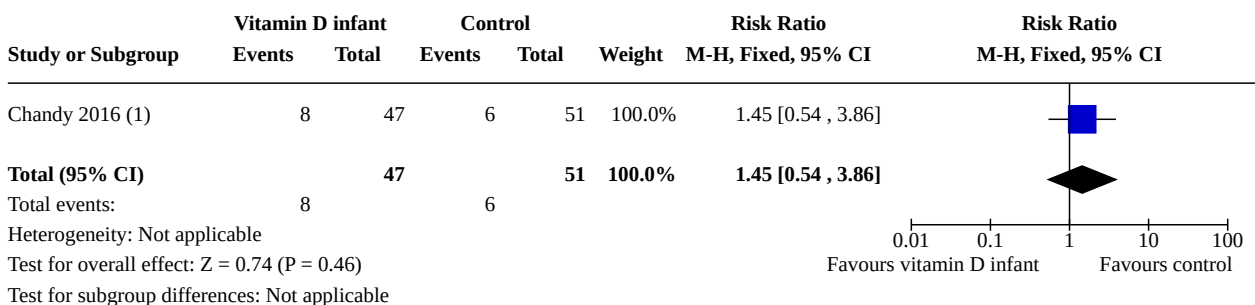 Vitamin D infant Control Risk Ratio Risk Ratio
Study or Subgroup Events Total Events Total Weight M-H, Fixed, 95% CI M-H, Fixed, 95% CI
Chandy 2016 (1) 8 47 6 51 100.0% 1.45 [0.54 , 3.86]
Total (95% CI) 47 51 100.0% 1.45 [0.54 , 3.86]
Total events: 8 6
Heterogeneity: Not applicable
0.01 0.1 1 10 100
Test for overall effect: Z = 0.74 (P = 0.46)
Favours vitamin D infant Favours control
Test for subgroup differences: Not applicable